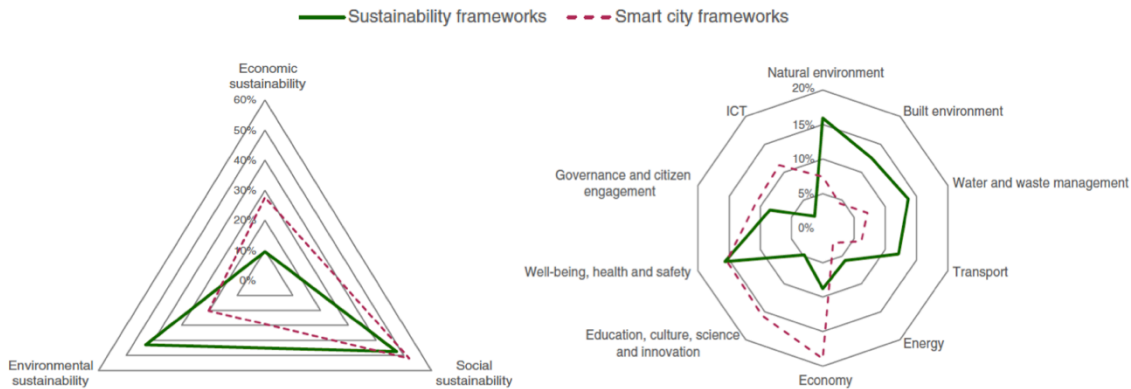 Sustainability frameworks
Smart city frameworks
Economic
sustainability
60%
50%
40%
30%
20%
10%
0%
Environmental
sustainability
Social
sustainability
Natural environment
20%
15%
10%
5%
0%
Built environment
Water and waste management
Transport
Energy
Economy
Education, culture, science
and innovation
Well-being, health and safety
Governance and citizen
engagement
ICT